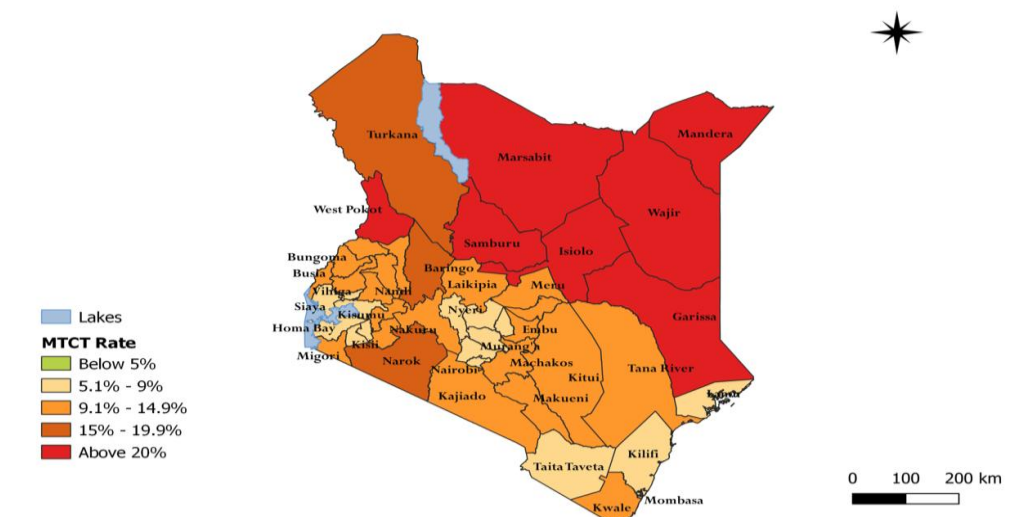 Turkana
Mandera
Marsabit
West Pokot
Wajir
Samburu
Isiolo
Bungoma
Baringo
Busia
Laikipia
Meru
Vihiga
Nandi
Siaya
Nyeri
Kisumu
Garissa
Homa Bay
Nakuru
Embu
Kisii
Murang'a
Migori
Narok
Machakos
Nairobi
Tana River
Kitui
Kajiado
Makueni
Kilifi
Taita Taveta
Mombasa
Kwale
Lakes
MTCT Rate
Below 5%
5.1% - 9%
9.1% - 14.9%
15% - 19.9%
Above 20%
0 100 200 km